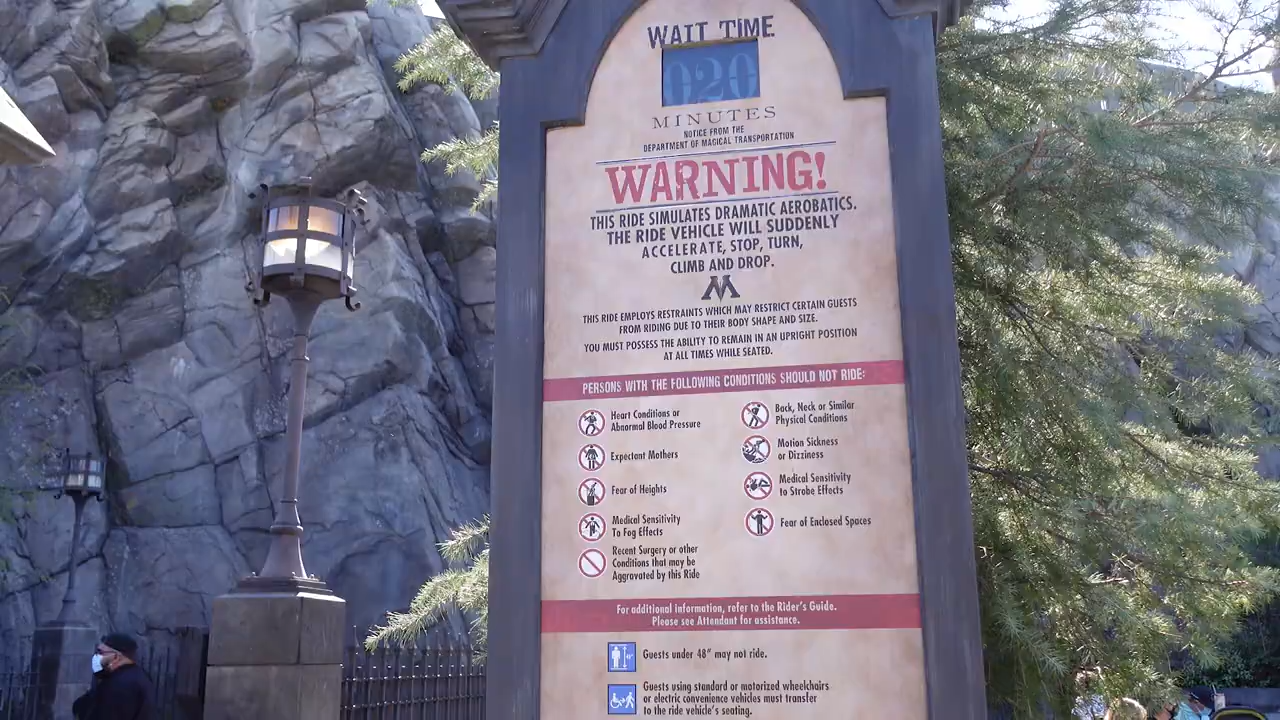 WAIT TIME
020
MINUTES
NOTICE FROM THE
DEPARTMENT OF MAGICAL TRANSPORTATION
WARNING!
THIS RIDE SIMULATES DRAMATIC AEROBATICS.
THE RIDE VEHICLE WILL SUDDENLY
ACCELERATE, STOP, TURN,
CLIMB AND DROP.
M
THIS RIDE EMPLOYS RESTRAINTS WHICH MAY RESTRICT CERTAIN GUESTS
FROM RIDING DUE TO THEIR BODY SHAPE AND SIZE.
YOU MUST POSSESS THE ABILITY TO REMAIN IN AN UPRIGHT POSITION
AT ALL TIMES WHILE SEATED.
PERSONS WITH THE FOLLOWING CONDITIONS SHOULD NOT RIDE:
Heart Conditions or
Abnormal Blood Pressure
Expectant Mothers
Fear of Heights
Medical Sensitivity
To Fog Effects
Recent Surgery or other
Conditions that may be
Aggravated by this Ride
Back, Neck or Similar
Physical Conditions
Motion Sickness
or Dizziness
Medical Sensitivity
to Strobe Effects
Fear of Enclosed Spaces
For additional information, refer to the Rider's Guide.
Please see Attendant for assistance.
Guests under 48" may not ride.
Guests using standard or motorized wheelchairs
or electric convenience vehicles must transfer
to the ride vehicle's seating.